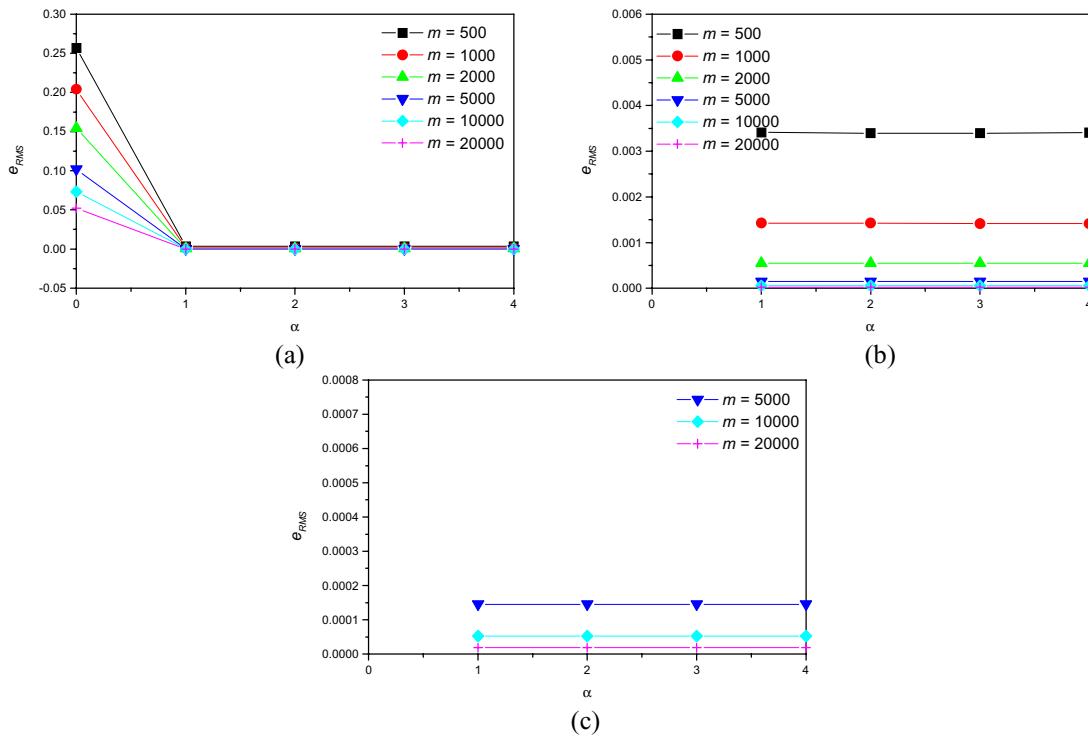 0.30
0.25
0.20
0.15
0.10
0.05
0.00
-0.05
e_RMS
0
1
2
3
4
α
m = 500
m = 1000
m = 2000
m = 5000
m = 10000
m = 20000
(a)
0.006
0.005
0.004
0.003
0.002
0.001
0.000
e_RMS
0
1
2
3
4
α
m = 500
m = 1000
m = 2000
m = 5000
m = 10000
m = 20000
(b)
0.0008
0.0007
0.0006
0.0005
0.0004
0.0003
0.0002
0.0001
0.0000
e_RMS
0
1
2
3
4
α
m = 5000
m = 10000
m = 20000
(c)